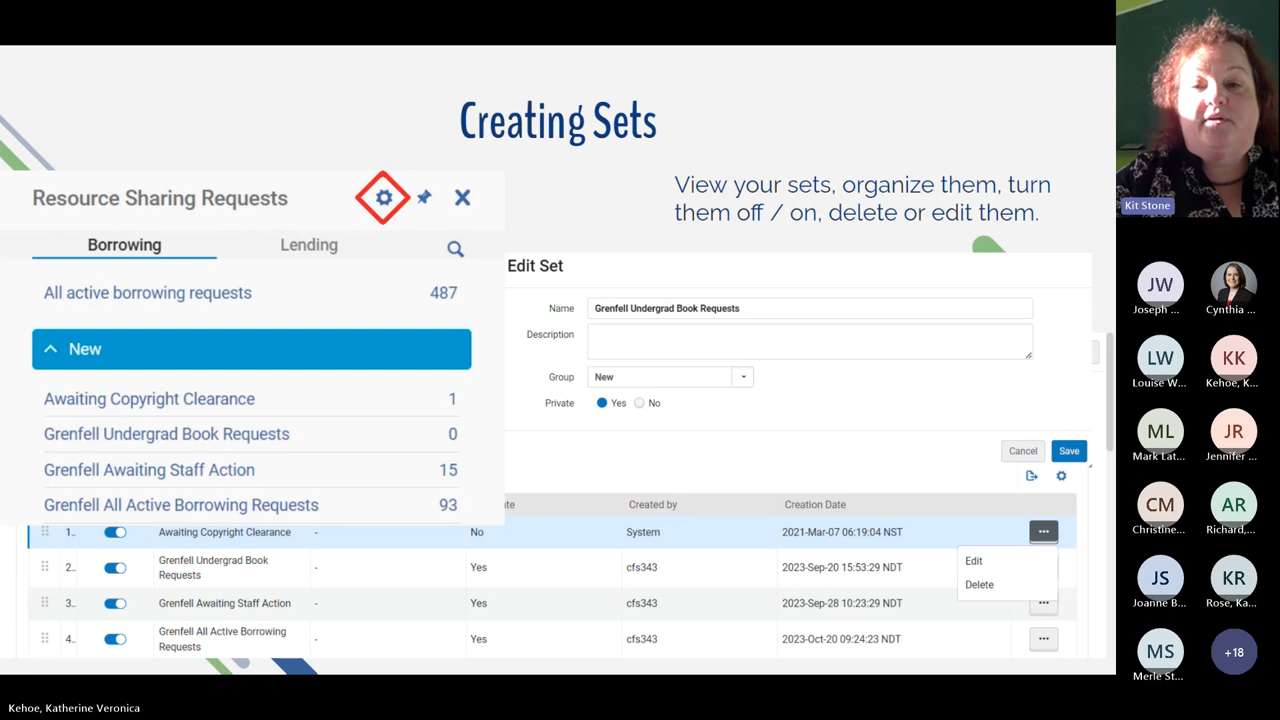 Creating Sets
View your sets, organize them, turn
them off / on, delete or edit them.
Resource Sharing Requests
Borrowing
Lending
All active borrowing requests 487
New
Awaiting Copyright Clearance 1
Grenfell Undergrad Book Requests 0
Grenfell Awaiting Staff Action 15
Grenfell All Active Borrowing Requests 93
Edit Set
Name Grenfell Undergrad Book Requests
Description
Group New
Private Yes No
Cancel Save
Created by Creation Date
1.. Awaiting Copyright Clearance - No System 2021-Mar-07 06:19:04 NST
Edit
Delete
2.. Grenfell Undergrad Book
Requests - Yes cfs343 2023-Sep-20 15:53:29 NDT
3.. Grenfell Awaiting Staff Action - Yes cfs343 2023-Sep-28 10:23:29 NDT
4.. Grenfell All Active Borrowing
Requests - Yes cfs343 2023-Oct-20 09:24:23 NDT
Kit Stone
JW
Joseph ...
Cynthia ...
LW
Louise W...
KK
Kehoe, K...
ML
Mark Lat...
JR
Jennifer ...
CM
Christine...
AR
Richard,...
JS
Joanne B...
KR
Rose, Ka...
MS
Merle St...
+18
Kehoe, Katherine Veronica